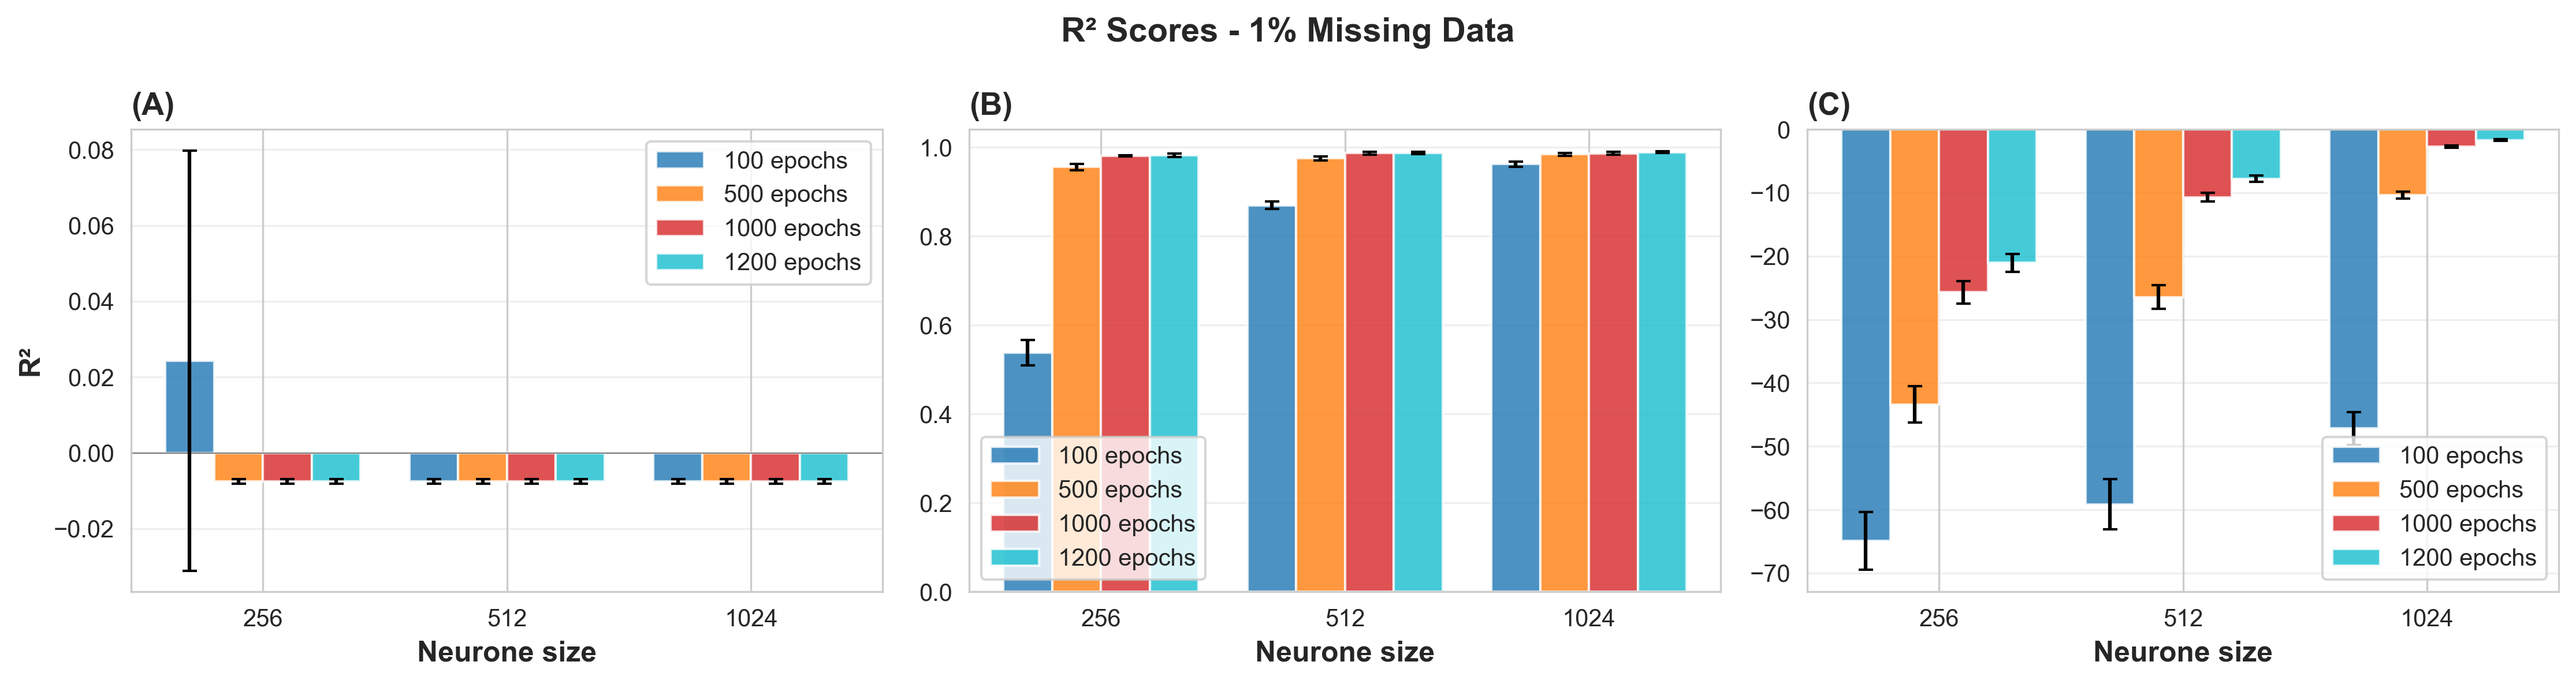 R² Scores - 1% Missing Data
(A)
R²
0.08
0.06
0.04
0.02
0.00
−0.02
100 epochs
500 epochs
1000 epochs
1200 epochs
256
512
1024
Neurone size
(B)
1.0
0.8
0.6
0.4
0.2
0.0
100 epochs
500 epochs
1000 epochs
1200 epochs
256
512
1024
Neurone size
(C)
0
−10
−20
−30
−40
−50
−60
−70
100 epochs
500 epochs
1000 epochs
1200 epochs
256
512
1024
Neurone size